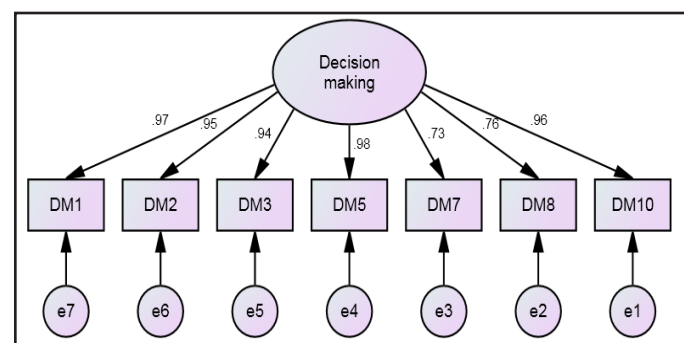 Decision
making
.97
.95
.94
.98
.73
.76
.96
DM1
DM2
DM3
DM5
DM7
DM8
DM10
e7
e6
e5
e4
e3
e2
e1